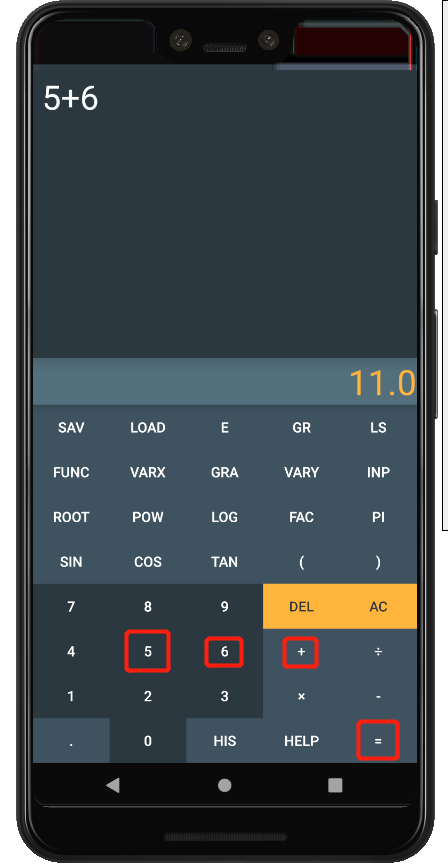 5+6
11.0
SAV LOAD E GR LS
FUNC VARX GRA VARY INP
ROOT POW LOG FAC PI
SIN COS TAN ( )
7 8 9 DEL AC
4 5 6 + ÷
1 2 3 × -
. 0 HIS HELP =